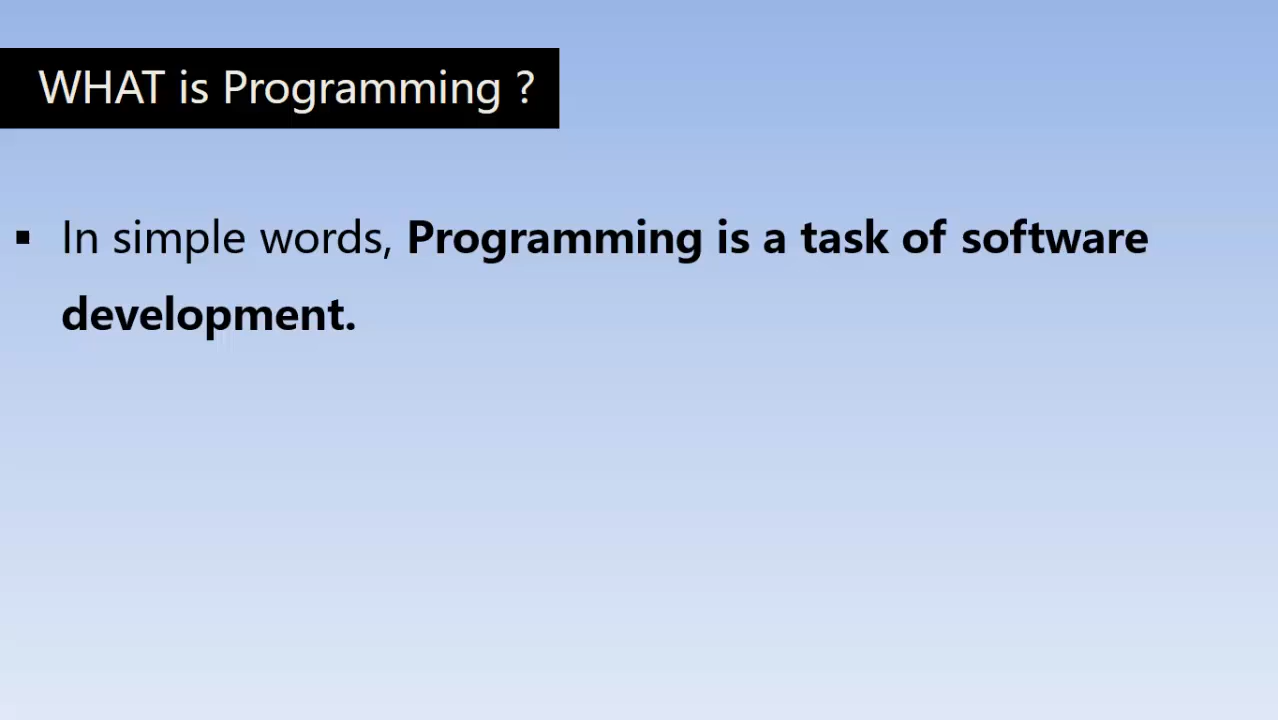 WHAT is Programming ?
▪ In simple words, Programming is a task of software
development.